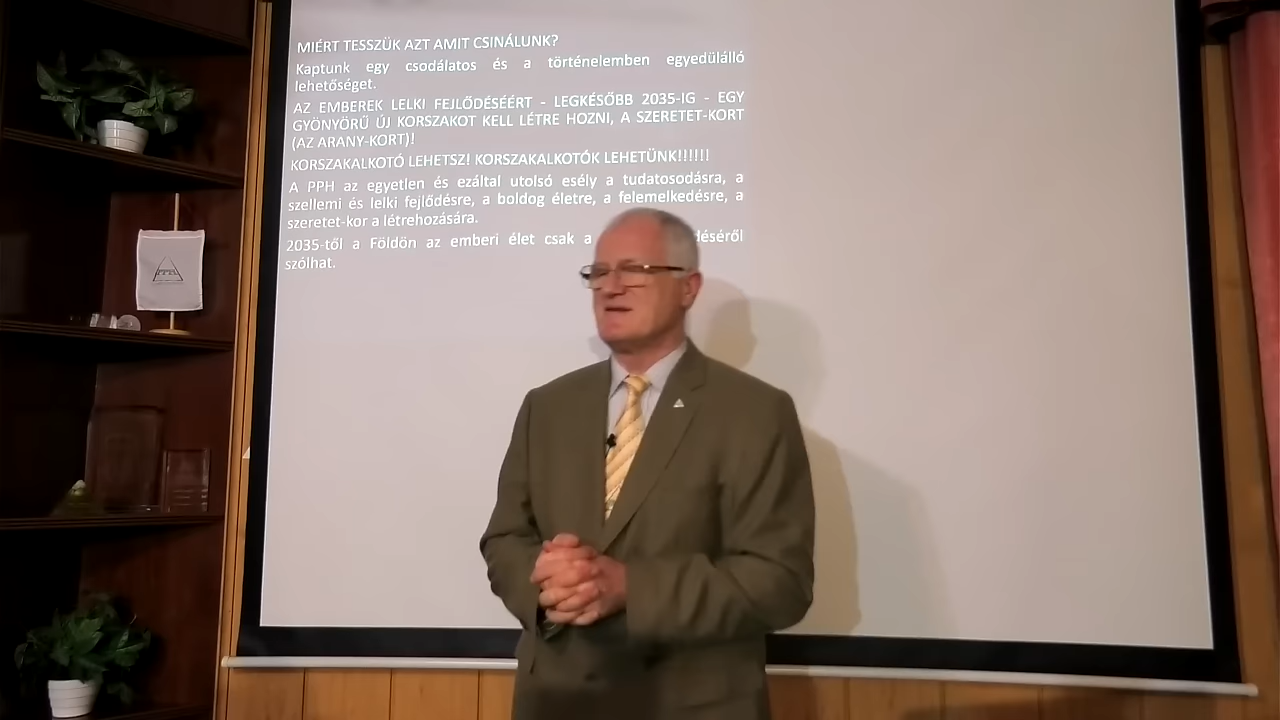 MIÉRT TESSZÜK AZT AMIT CSINÁLUNK?
Kaptunk egy csodálatos és a történelemben egyedülálló
lehetőséget.
AZ EMBEREK LELKI FEJLŐDÉSÉÉRT - LEGKÉSŐBB 2035-IG - EGY
GYÖNYÖRŰ ÚJ KORSZAKOT KELL LÉTRE HOZNI, A SZERETET-KORT
(AZ ARANY-KORT)!
KORSZAKALKOTÓ LEHETSZ! KORSZAKALKOTÓK LEHETÜNK!!!!!!
A PPH az egyetlen és ezáltal utolsó esély a tudatosodásra, a
szellemi és lelki fejlődésre, a boldog életre, a felemelkedésre, a
szeretet-kor a létrehozására.
2035-től a Földön az emberi élet csak a
szólhat.